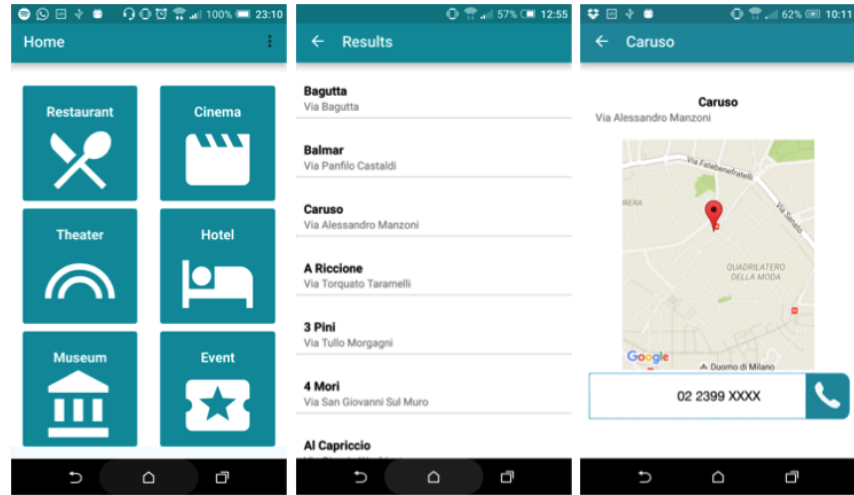 100% 23:10
Home
Restaurant
Cinema
Theater
Hotel
Museum
Event
57% 12:55
Results
Bagutta
Via Bagutta
Balmar
Via Panfilo Castaldi
Caruso
Via Alessandro Manzoni
A Riccione
Via Torquato Taramelli
3 Pini
Via Tullo Morgagni
4 Mori
Via San Giovanni Sul Muro
Al Capriccio
62% 10:11
Caruso
Caruso
Via Alessandro Manzoni
Via Fatebenefratelli
Via Senato
QUADRILATERO
DELLA MODA
Google
Duomo di Milano
02 2399 XXXX